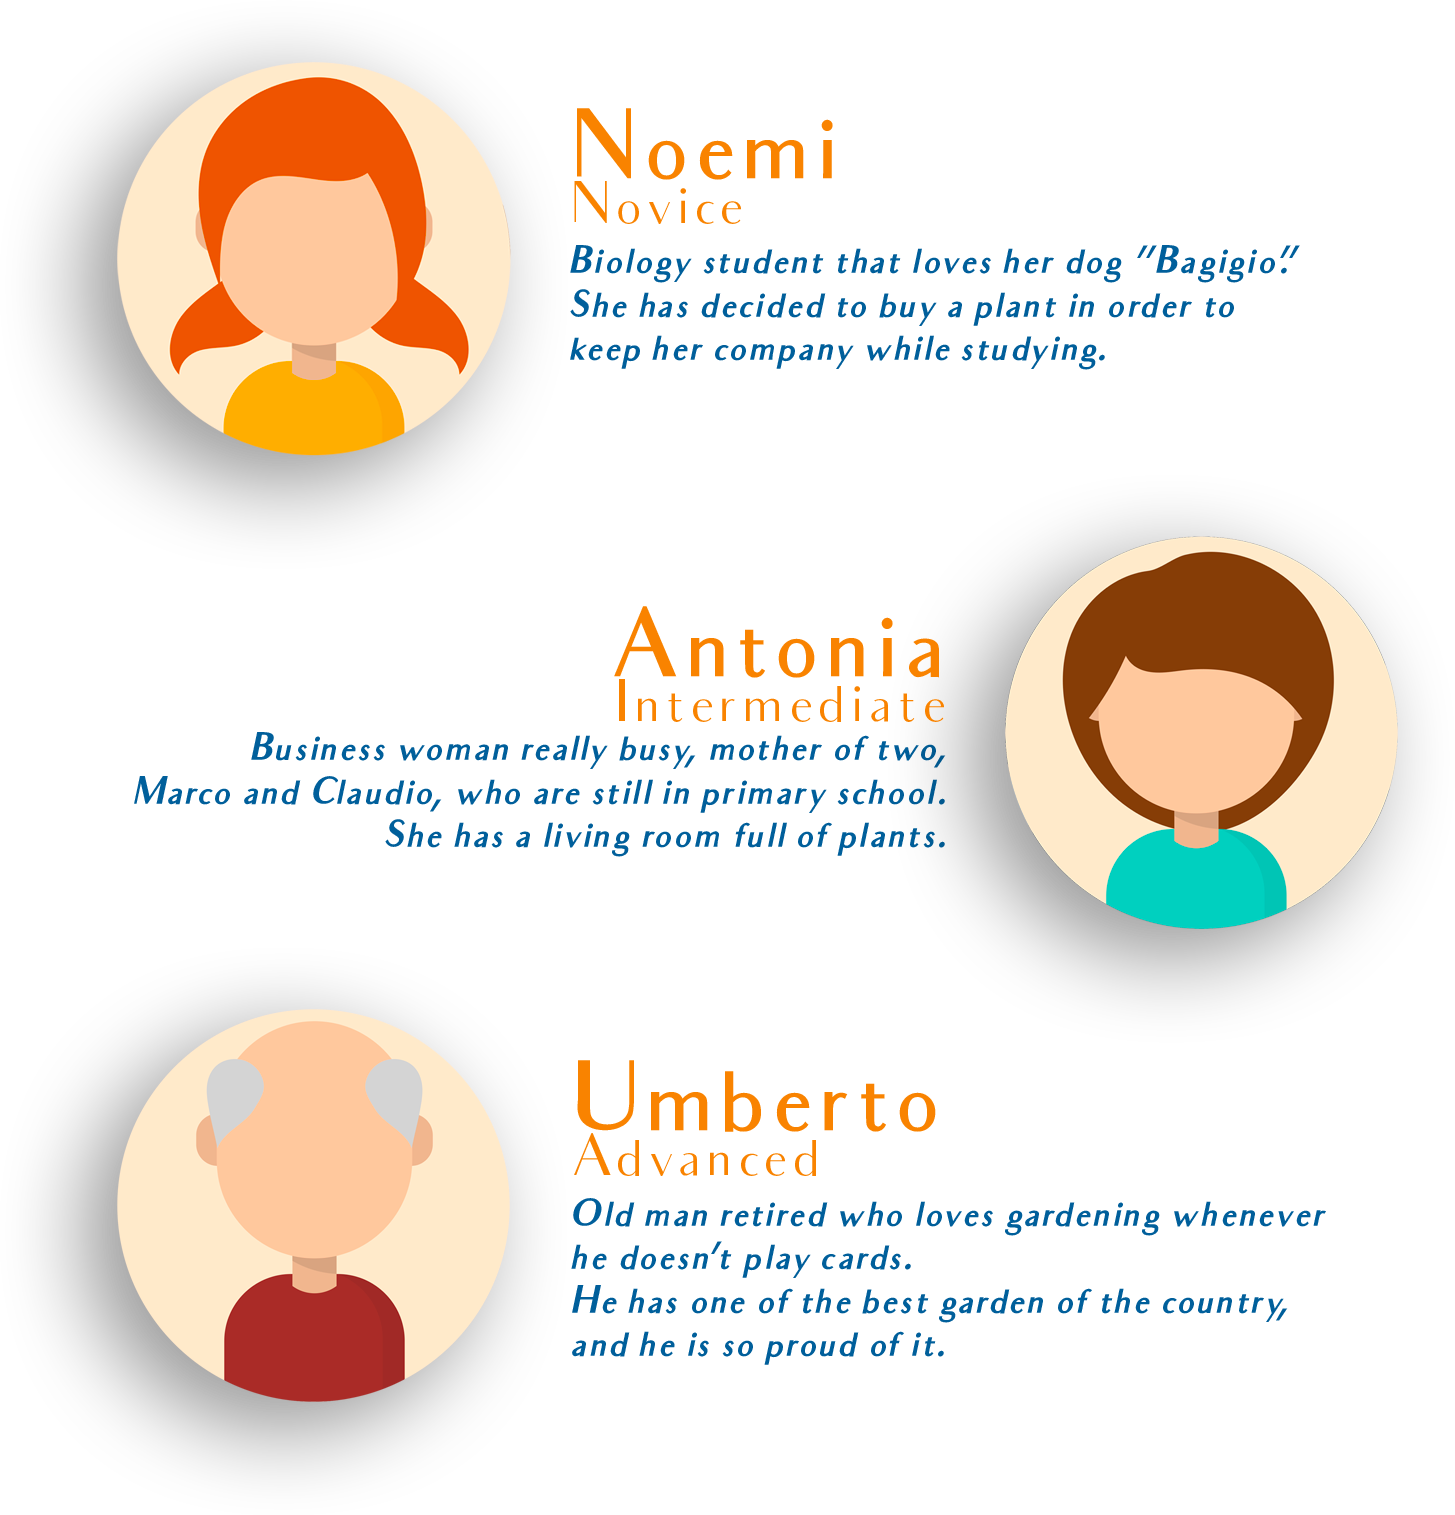 Noemi
Novice
Biology student that loves her dog "Bagigio."
She has decided to buy a plant in order to
keep her company while studying.
Antonia
Intermediate
Business woman really busy, mother of two,
Marco and Claudio, who are still in primary school.
She has a living room full of plants.
Umberto
Advanced
Old man retired who loves gardening whenever
he doesn't play cards.
He has one of the best garden of the country,
and he is so proud of it.